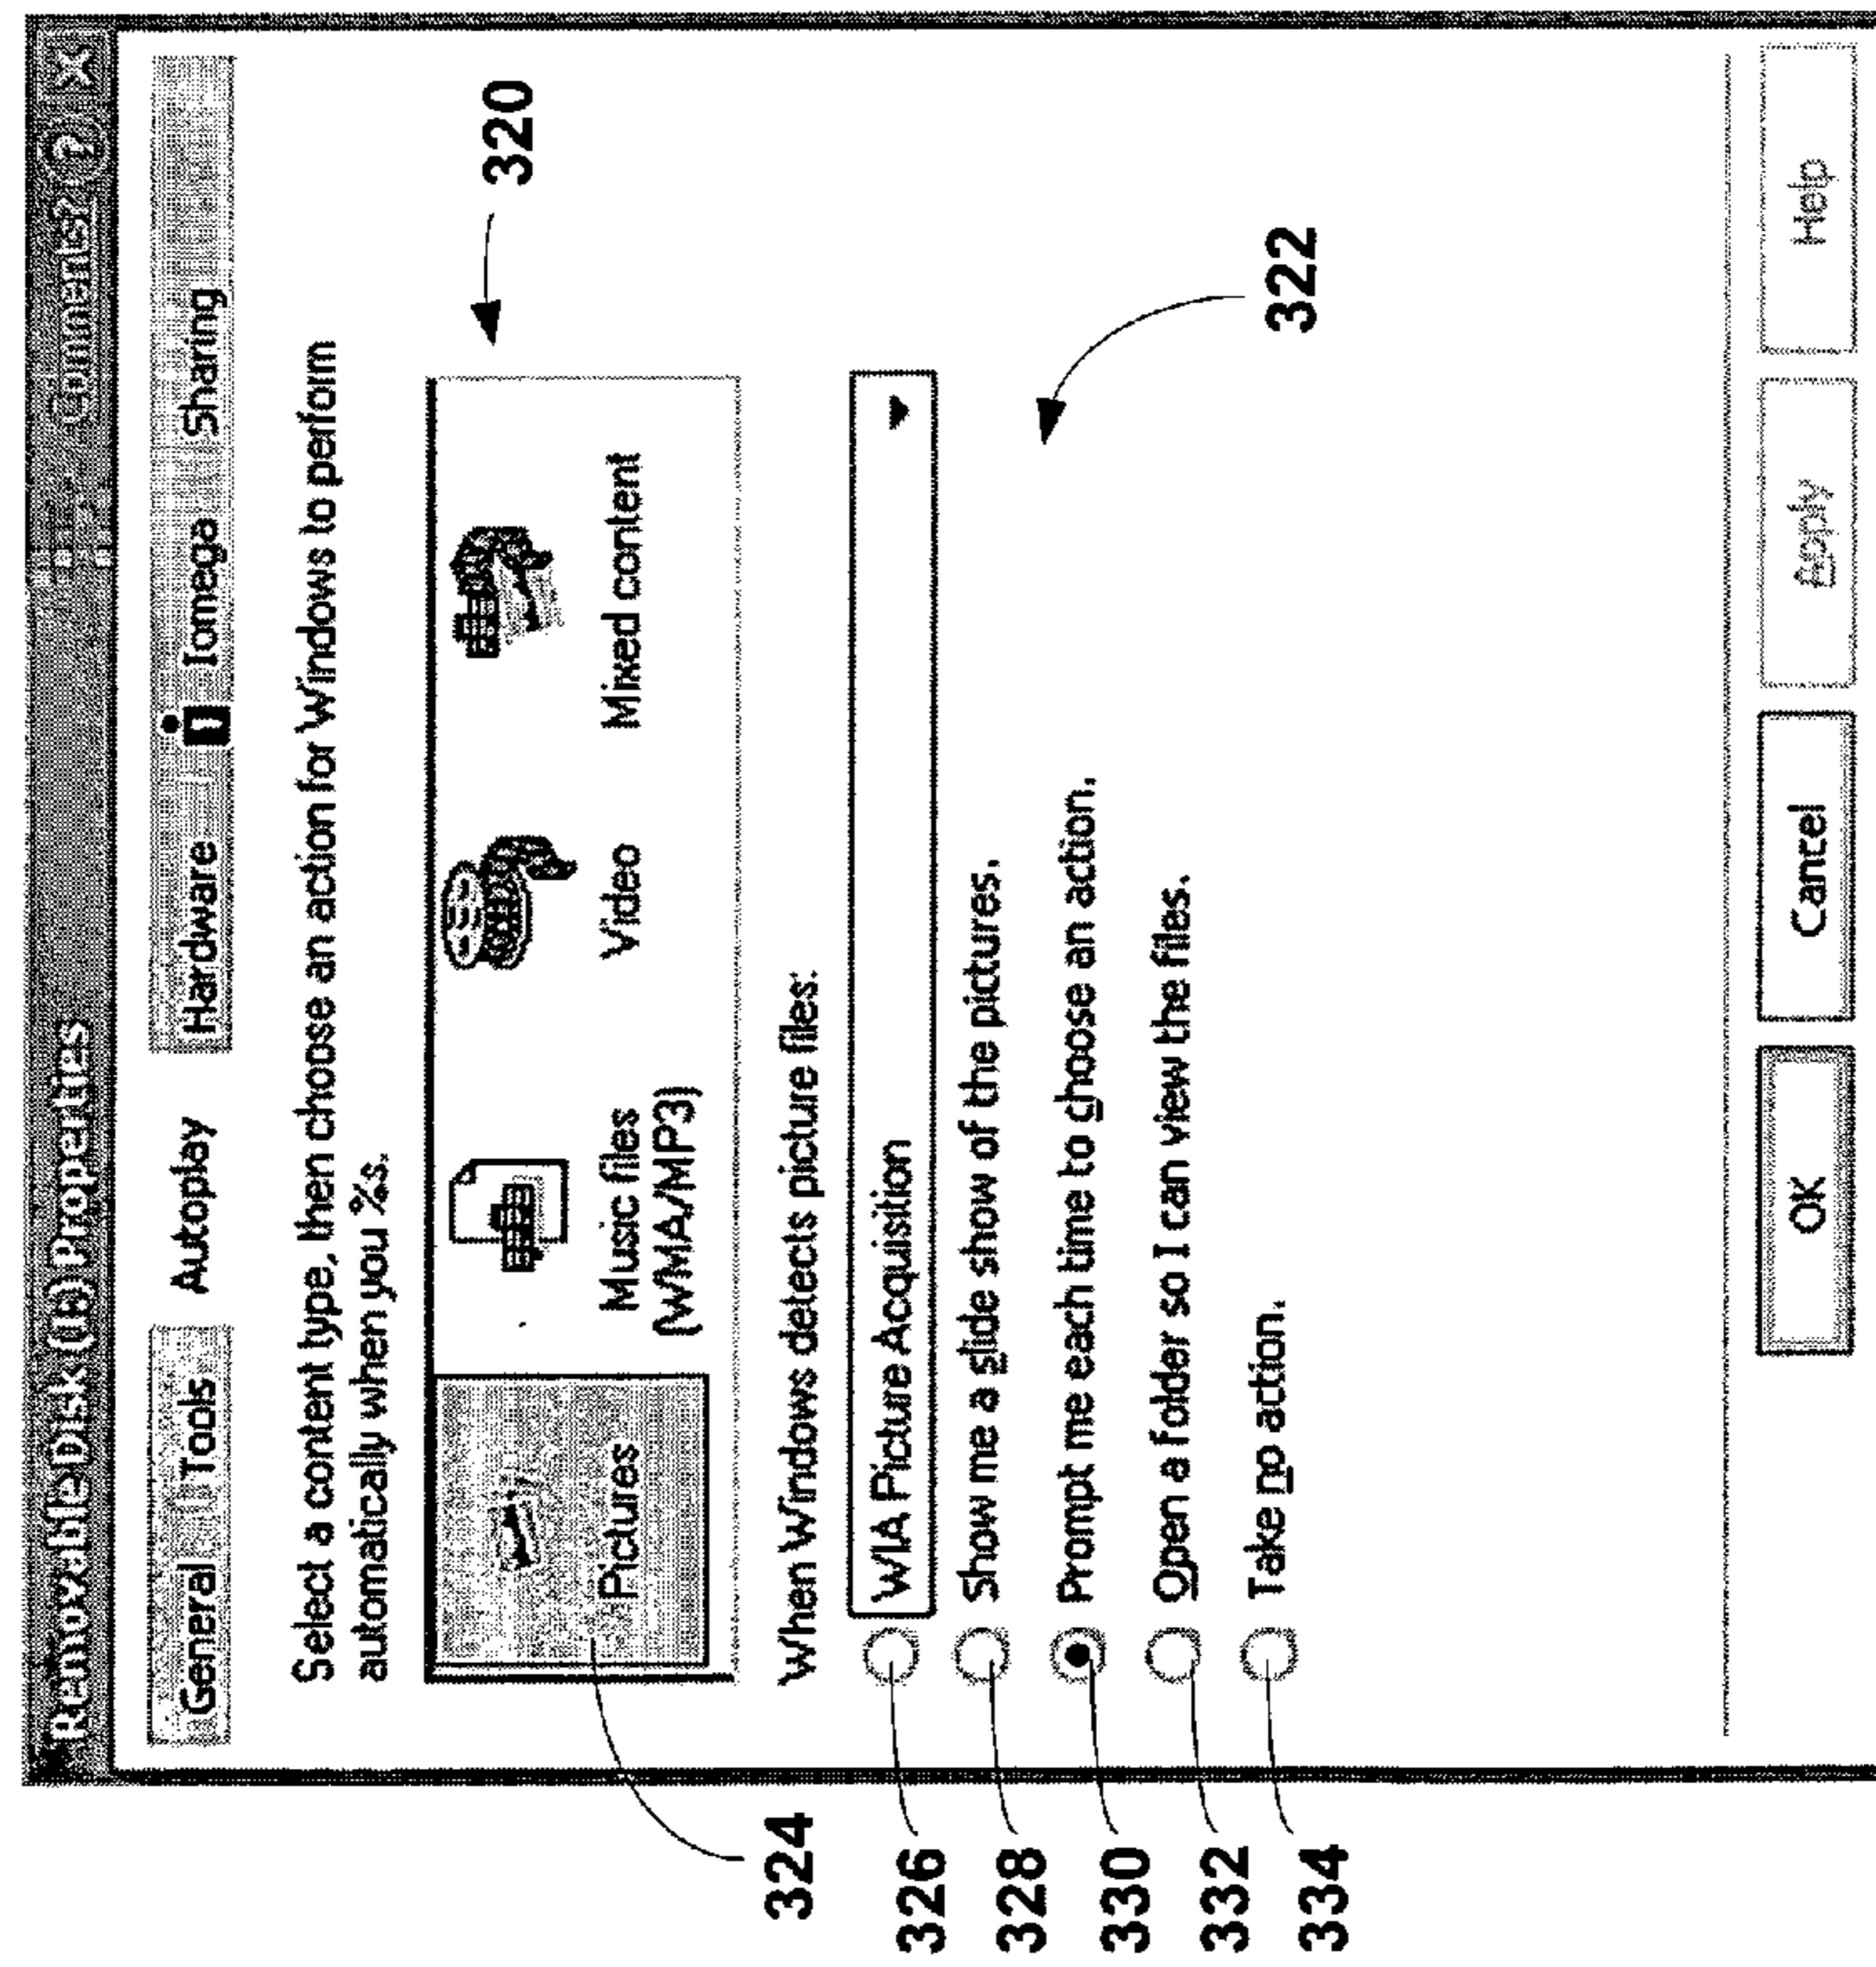 Removable Disk (I:) Properties Comments? ? X
General Tools Autoplay Hardware Iomega Sharing
Select a content type, then choose an action for Windows to perform
automatically when you %s.
320
Pictures
Music files
(WMA/MP3)
Video
Mixed content
324
When Windows detects picture files:
326 WIA Picture Acquisition
328 Show me a slide show of the pictures.
330 Prompt me each time to choose an action.
332 Open a folder so I can view the files.
334 Take no action.
322
OK Cancel Apply Help